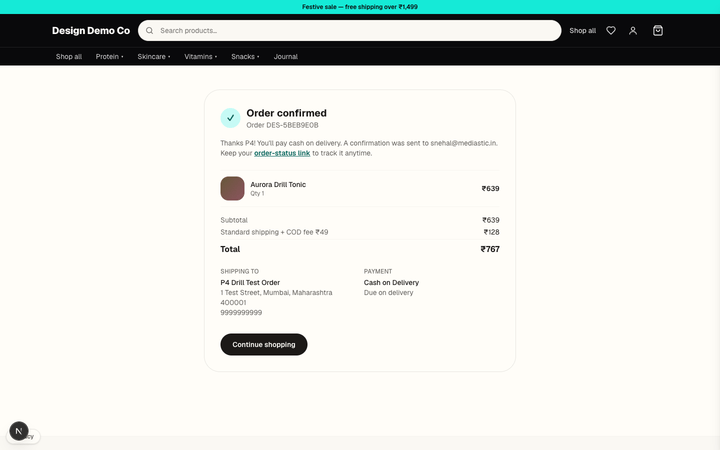 Festive sale — free shipping over ₹1,499
Design Demo Co
Search products...
Shop all
Shop all
Protein
Skincare
Vitamins
Snacks
Journal
Order confirmed
Order DES-5BEB9E0B
Thanks P4! You'll pay cash on delivery. A confirmation was sent to snehal@mediastic.in.
Keep your order-status link to track it anytime.
Aurora Drill Tonic
₹639
Qty 1
Subtotal ₹639
Standard shipping + COD fee ₹49 ₹128
Total ₹767
SHIPPING TO
P4 Drill Test Order
1 Test Street, Mumbai, Maharashtra
400001
9999999999
PAYMENT
Cash on Delivery
Due on delivery
Continue shopping
N